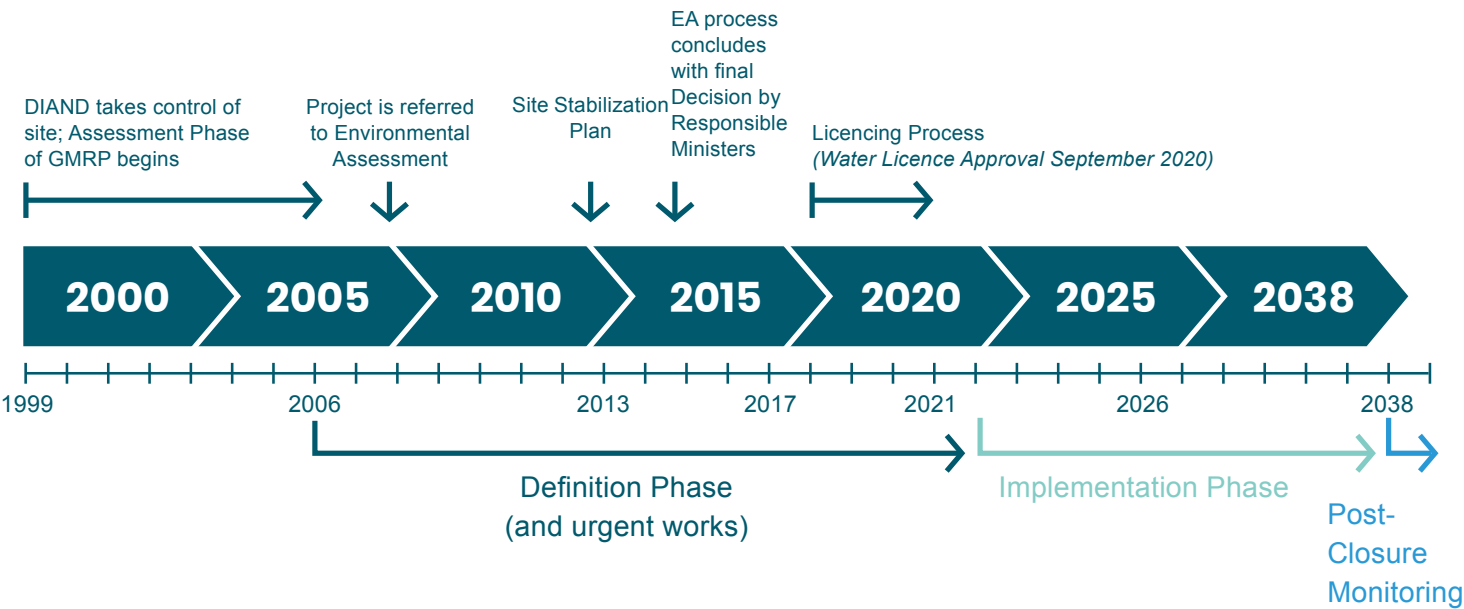 DIAND takes control of
site; Assessment Phase
of GMRP begins
Project is referred
to Environmental
Assessment
Site Stabilization
Plan
EA process
concludes
with final
Decision by
Responsible
Ministers
Licencing Process
(Water Licence Approval September 2020)
2000
2005
2010
2015
2020
2025
2038
1999
2006
2013
2017
2021
2026
2038
Definition Phase
(and urgent works)
Implementation Phase
Post-
Closure
Monitoring